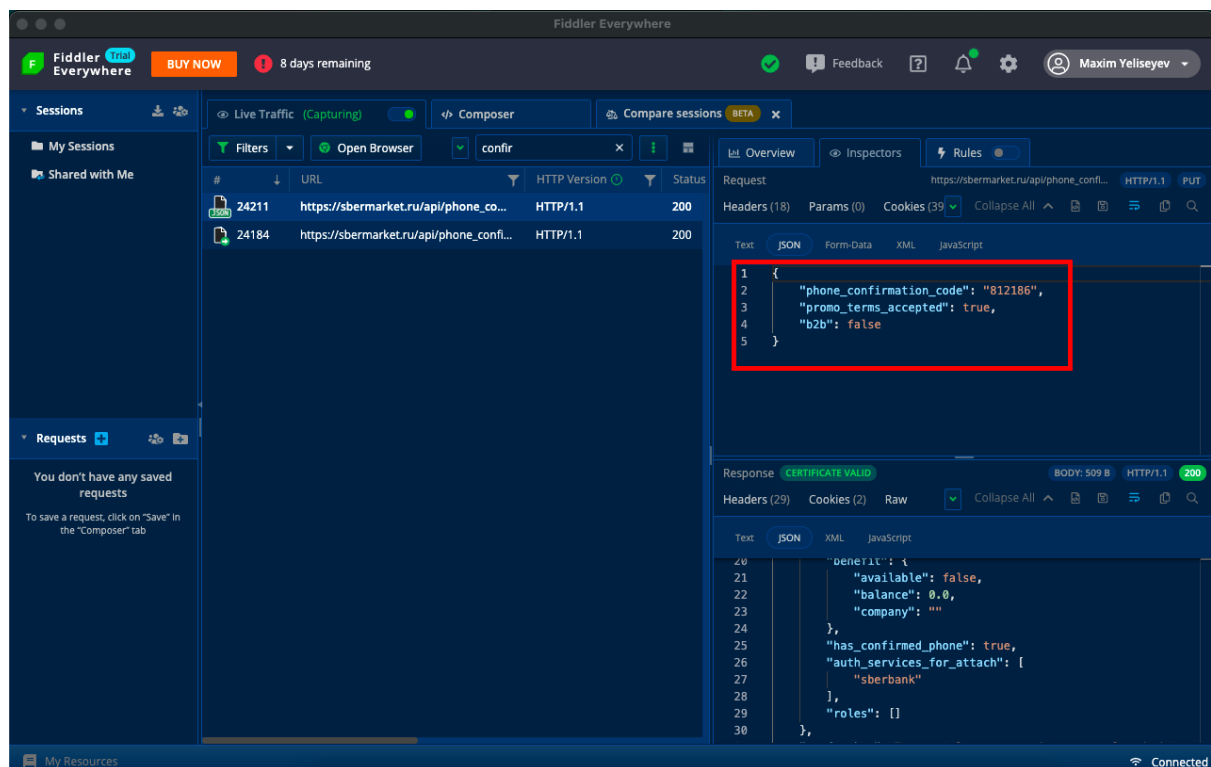 Fiddler Everywhere
Fiddler Trial
Everywhere
BUY NOW
8 days remaining
Feedback
Maxim Yeliseyev
Sessions
My Sessions
Shared with Me
Live Traffic (Capturing)
Composer
Compare sessions BETA
Filters
Open Browser
confir
# URL HTTP Version Status
24211 https://sbermarket.ru/api/phone_co... HTTP/1.1 200
24184 https://sbermarket.ru/api/phone_confi... HTTP/1.1 200
Requests
You don't have any saved
requests
To save a request, click on "Save" in
the "Composer" tab
Overview Inspectors Rules
Request https://sbermarket.ru/api/phone_confi... HTTP/1.1 PUT
Headers (18) Params (0) Cookies (39 Collapse All
Text JSON Form-Data XML JavaScript
1 {
2 "phone_confirmation_code": "812186",
3 "promo_terms_accepted": true,
4 "b2b": false
5 }
Response CERTIFICATE VALID BODY: 509 B HTTP/1.1 200
Headers (29) Cookies (2) Raw Collapse All
Text JSON XML JavaScript
20 "benefit": {
21 "available": false,
22 "balance": 0.0,
23 "company": ""
24 },
25 "has_confirmed_phone": true,
26 "auth_services_for_attach": [
27 "sberbank"
28 ],
29 "roles": []
30 },
My Resources
Connected